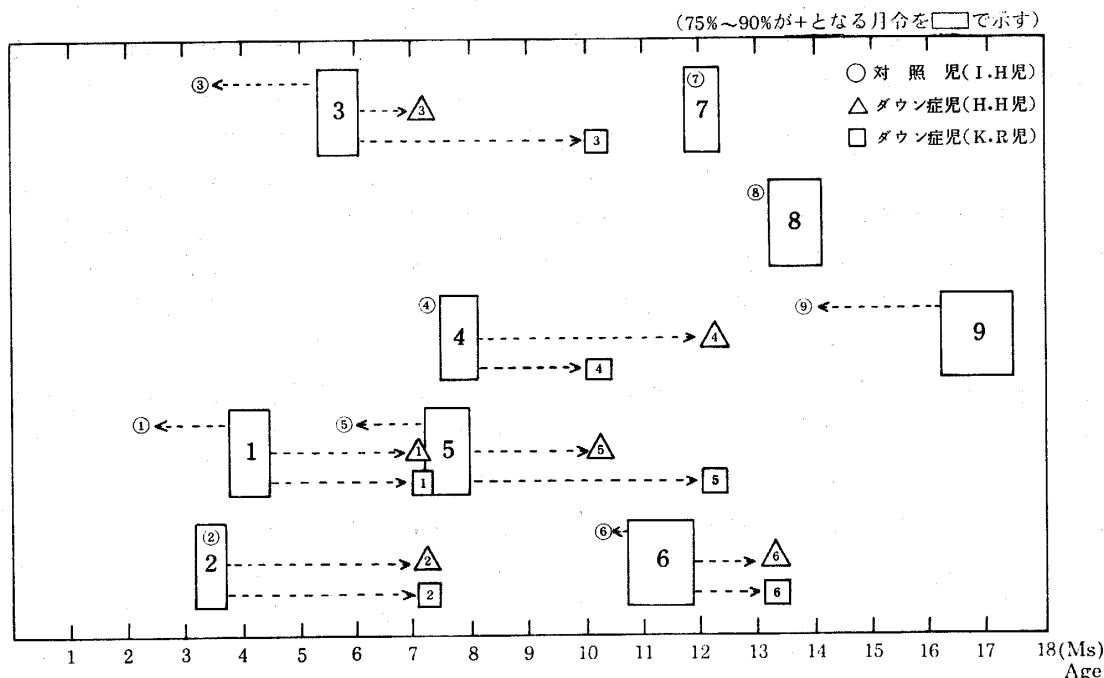 (75%~90%が+となる月令を□で示す)
③ 3 3 3 ⑦ 7
○ 対 照 児(I.H児)
△ ダウン症児(H.H児)
□ ダウン症児(K.R児)
⑧ 8
④ 4 4 4
⑨ 9
① 1 1 1
⑤ 5 5 5
② 2 2 2
⑥ 6 6 6
1 2 3 4 5 6 7 8 9 10 11 12 13 14 15 16 17 18(Ms)
Age